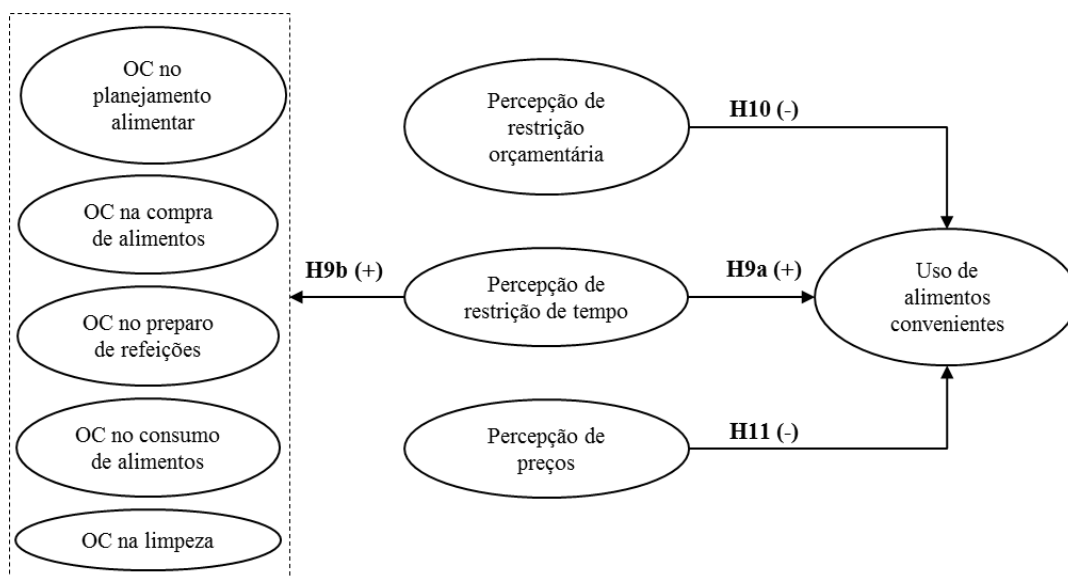 OC no
planejamento
alimentar
OC na compra
de alimentos
OC no preparo
de refeições
OC no consumo
de alimentos
OC na limpeza
H9b (+)
Percepção de
restrição
orçamentária
Percepção de
restrição de tempo
Percepção de
preços
H10 (-)
H9a (+)
H11 (-)
Uso de
alimentos
convenientes